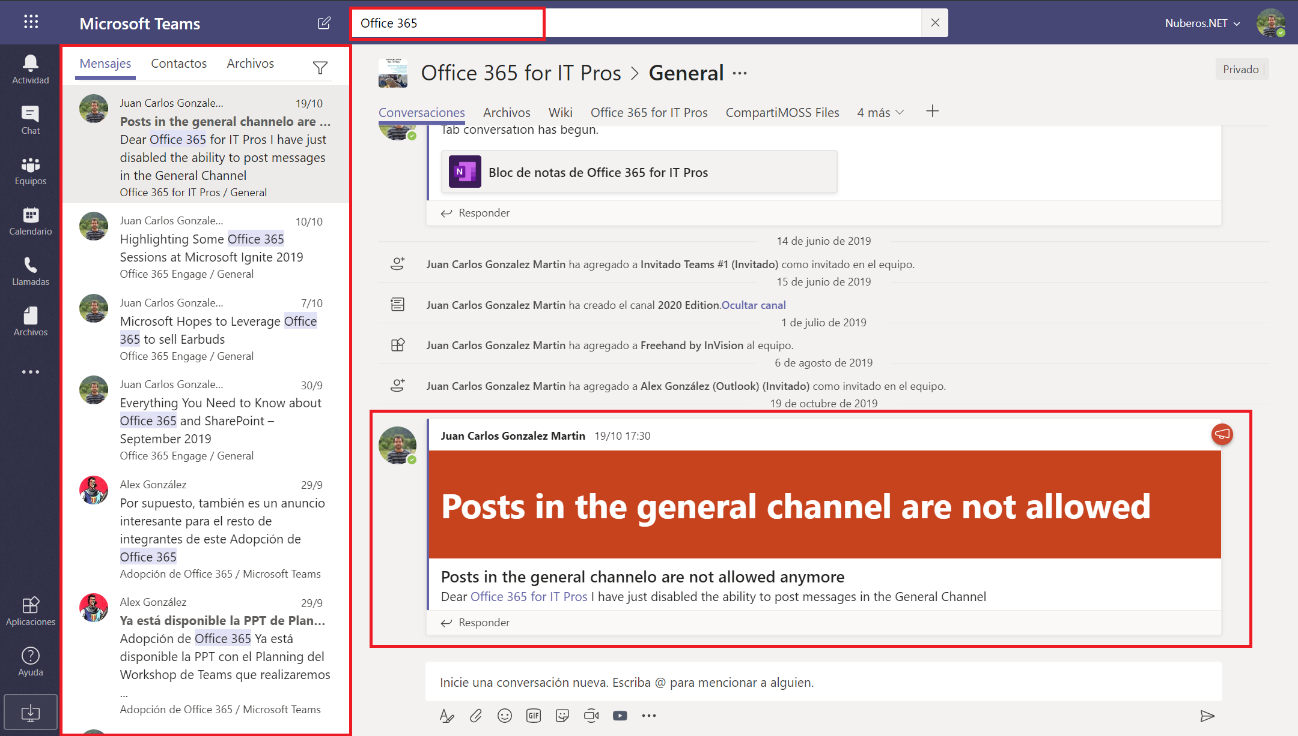 Microsoft Teams
Office 365
Nuberos.NET
Actividad
Chat
Equipos
Calendario
Llamadas
Archivos
Aplicaciones
Ayuda
Mensajes Contactos Archivos
Juan Carlos Gonzale... 19/10
Posts in the general channelo are ...
Dear Office 365 for IT Pros I have just
disabled the ability to post messages
in the General Channel
Office 365 for IT Pros / General
Juan Carlos Gonzale... 10/10
Highlighting Some Office 365
Sessions at Microsoft Ignite 2019
Office 365 Engage / General
Juan Carlos Gonzale... 7/10
Microsoft Hopes to Leverage Office
365 to sell Earbuds
Office 365 Engage / General
Juan Carlos Gonzale... 30/9
Everything You Need to Know about
Office 365 and SharePoint –
September 2019
Office 365 Engage / General
Alex González 29/9
Por supuesto, también es un anuncio
interesante para el resto de
integrantes de este Adopción de
Office 365
Adopción de Office 365 / Microsoft Teams
Alex González 29/9
Ya está disponible la PPT de Plan...
Adopción de Office 365 Ya está
disponible la PPT con el Planning del
Workshop de Teams que realizaremos
...
Adopción de Office 365 / Microsoft Teams
Office 365 for IT Pros > General ...
Privado
Conversaciones Archivos Wiki Office 365 for IT Pros CompartiMOSS Files 4 más
Tab conversation has begun.
N Bloc de notas de Office 365 for IT Pros
Responder
14 de junio de 2019
Juan Carlos Gonzalez Martin ha agregado a Invitado Teams #1 (Invitado) como invitado en el equipo.
15 de junio de 2019
Juan Carlos Gonzalez Martin ha creado el canal 2020 Edition.Ocultar canal
1 de julio de 2019
Juan Carlos Gonzalez Martin ha agregado a Freehand by InVision al equipo.
6 de agosto de 2019
Juan Carlos Gonzalez Martin ha agregado a Alex González (Outlook) (Invitado) como invitado en el equipo.
19 de octubre de 2019
Juan Carlos Gonzalez Martin 19/10 17:30
Posts in the general channel are not allowed
Posts in the general channelo are not allowed anymore
Dear Office 365 for IT Pros I have just disabled the ability to post messages in the General Channel
Responder
Inicie una conversación nueva. Escriba @ para mencionar a alguien.
GIF